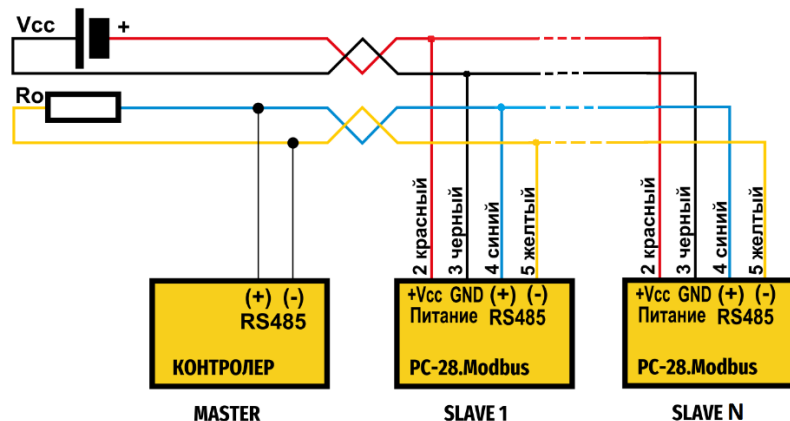 Vcc +
Ro
2 красный
3 черный
4 синий
5 желтый
2 красный
3 черный
4 синий
5 желтый
(+) (-)
RS485
КОНТРОЛЕР
+Vcc GND (+) (-)
Питание RS485
PC-28.Modbus
+Vcc GND (+) (-)
Питание RS485
PC-28.Modbus
MASTER
SLAVE 1
SLAVE N